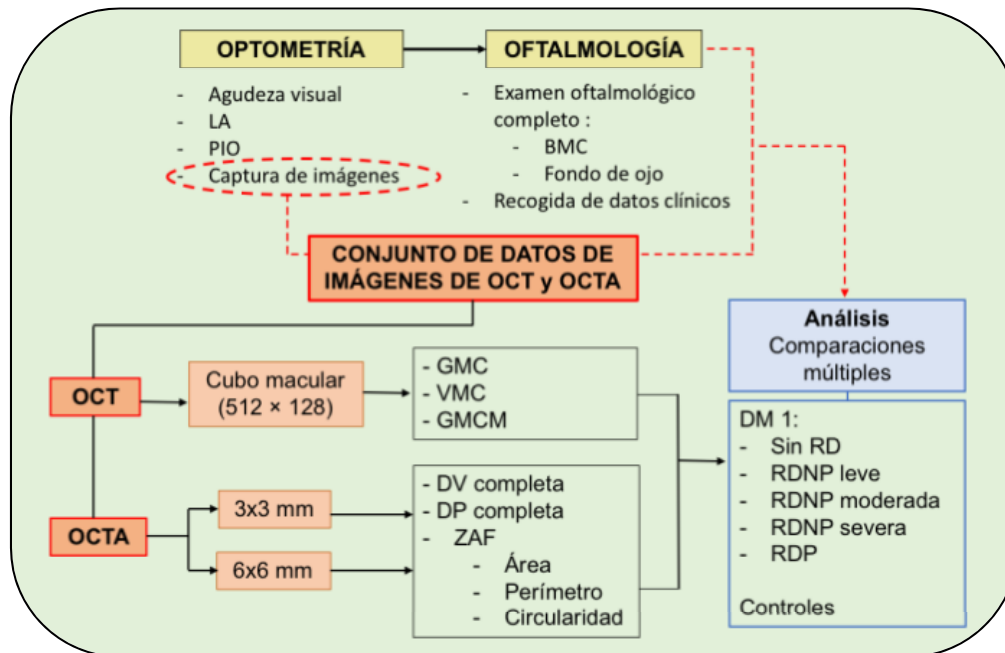 OPTOMETRÍA
- Agudeza visual
- LA
- PIO
- Captura de imágenes
OFTALMOLOGÍA
- Examen oftalmológico
completo :
- BMC
- Fondo de ojo
- Recogida de datos clínicos
CONJUNTO DE DATOS DE
IMÁGENES DE OCT y OCTA
OCT
Cubo macular
(512 × 128)
- GMC
- VMC
- GMCM
OCTA
3x3 mm
6x6 mm
- DV completa
- DP completa
- ZAF
- Área
- Perímetro
- Circularidad
Análisis
Comparaciones
múltiples
DM 1:
- Sin RD
- RDNP leve
- RDNP moderada
- RDNP severa
- RDP
Controles